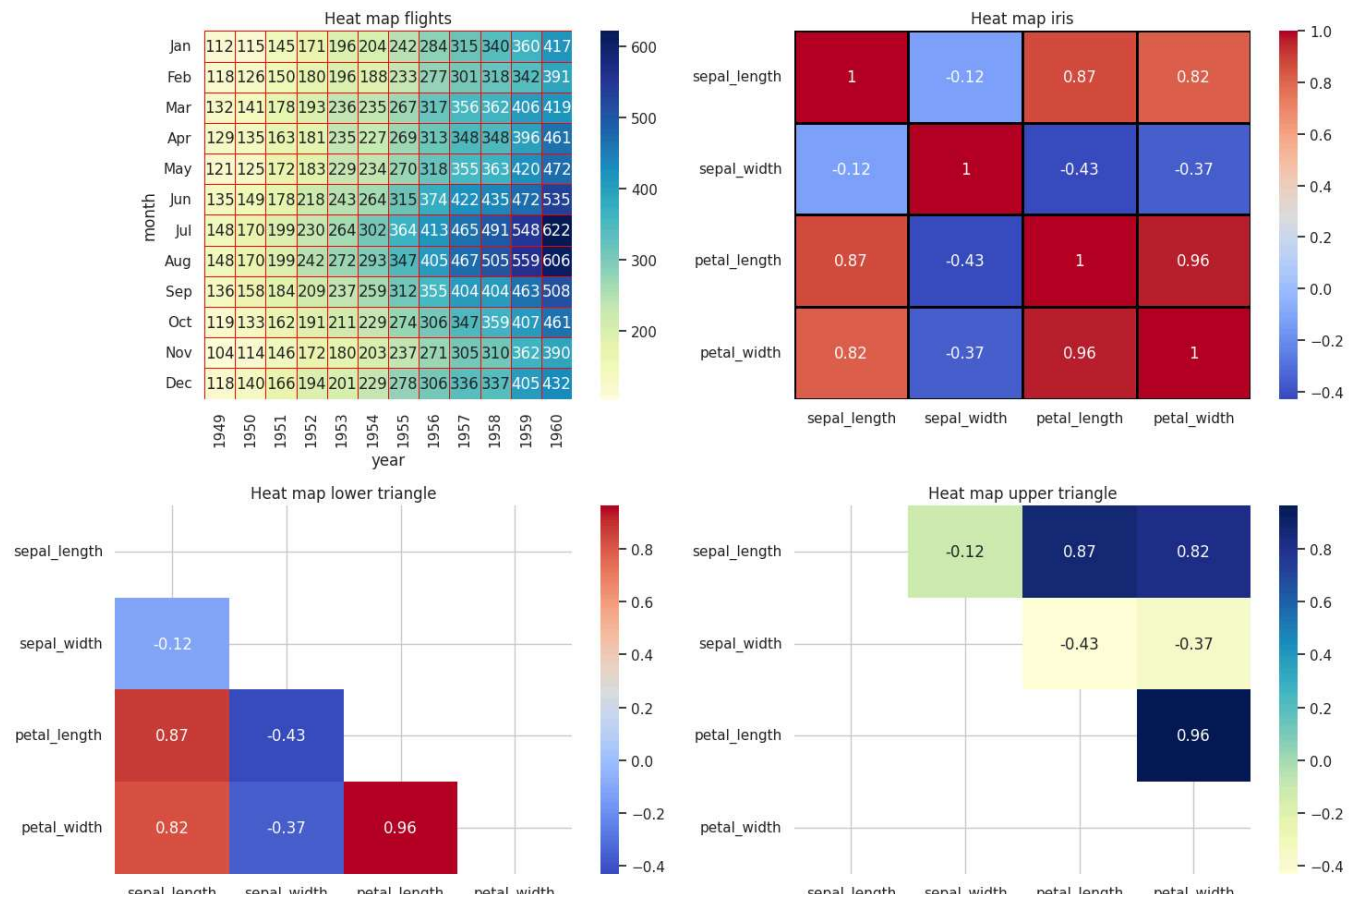 Heat map flights
Jan 112 115 145 171 196 204 242 284 315 340 360 417
Feb 118 126 150 180 196 188 233 277 301 318 342 391
Mar 132 141 178 193 236 235 267 317 356 362 406 419
Apr 129 135 163 181 235 227 269 313 348 348 396 461
May 121 125 172 183 229 234 270 318 355 363 420 472
Jun 135 149 178 218 243 264 315 374 422 435 472 535
Jul 148 170 199 230 264 302 364 413 465 491 548 622
Aug 148 170 199 242 272 293 347 405 467 505 559 606
Sep 136 158 184 209 237 259 312 355 404 404 463 508
Oct 119 133 162 191 211 229 274 306 347 359 407 461
Nov 104 114 146 172 180 203 237 271 305 310 362 390
Dec 118 140 166 194 201 229 278 306 336 337 405 432
month
1949 1950 1951 1952 1953 1954 1955 1956 1957 1958 1959 1960
year
600
500
400
300
200
Heat map iris
sepal_length 1 -0.12 0.87 0.82
sepal_width -0.12 1 -0.43 -0.37
petal_length 0.87 -0.43 1 0.96
petal_width 0.82 -0.37 0.96 1
sepal_length sepal_width petal_length petal_width
1.0
0.8
0.6
0.4
0.2
0.0
−0.2
−0.4
Heat map lower triangle
sepal_length
sepal_width -0.12
petal_length 0.87 -0.43
petal_width 0.82 -0.37 0.96
sepal_length sepal_width petal_length petal_width
0.8
0.6
0.4
0.2
0.0
−0.2
−0.4
Heat map upper triangle
sepal_length -0.12 0.87 0.82
sepal_width -0.43 -0.37
petal_length 0.96
petal_width
sepal_length sepal_width petal_length petal_width
0.8
0.6
0.4
0.2
0.0
−0.2
−0.4